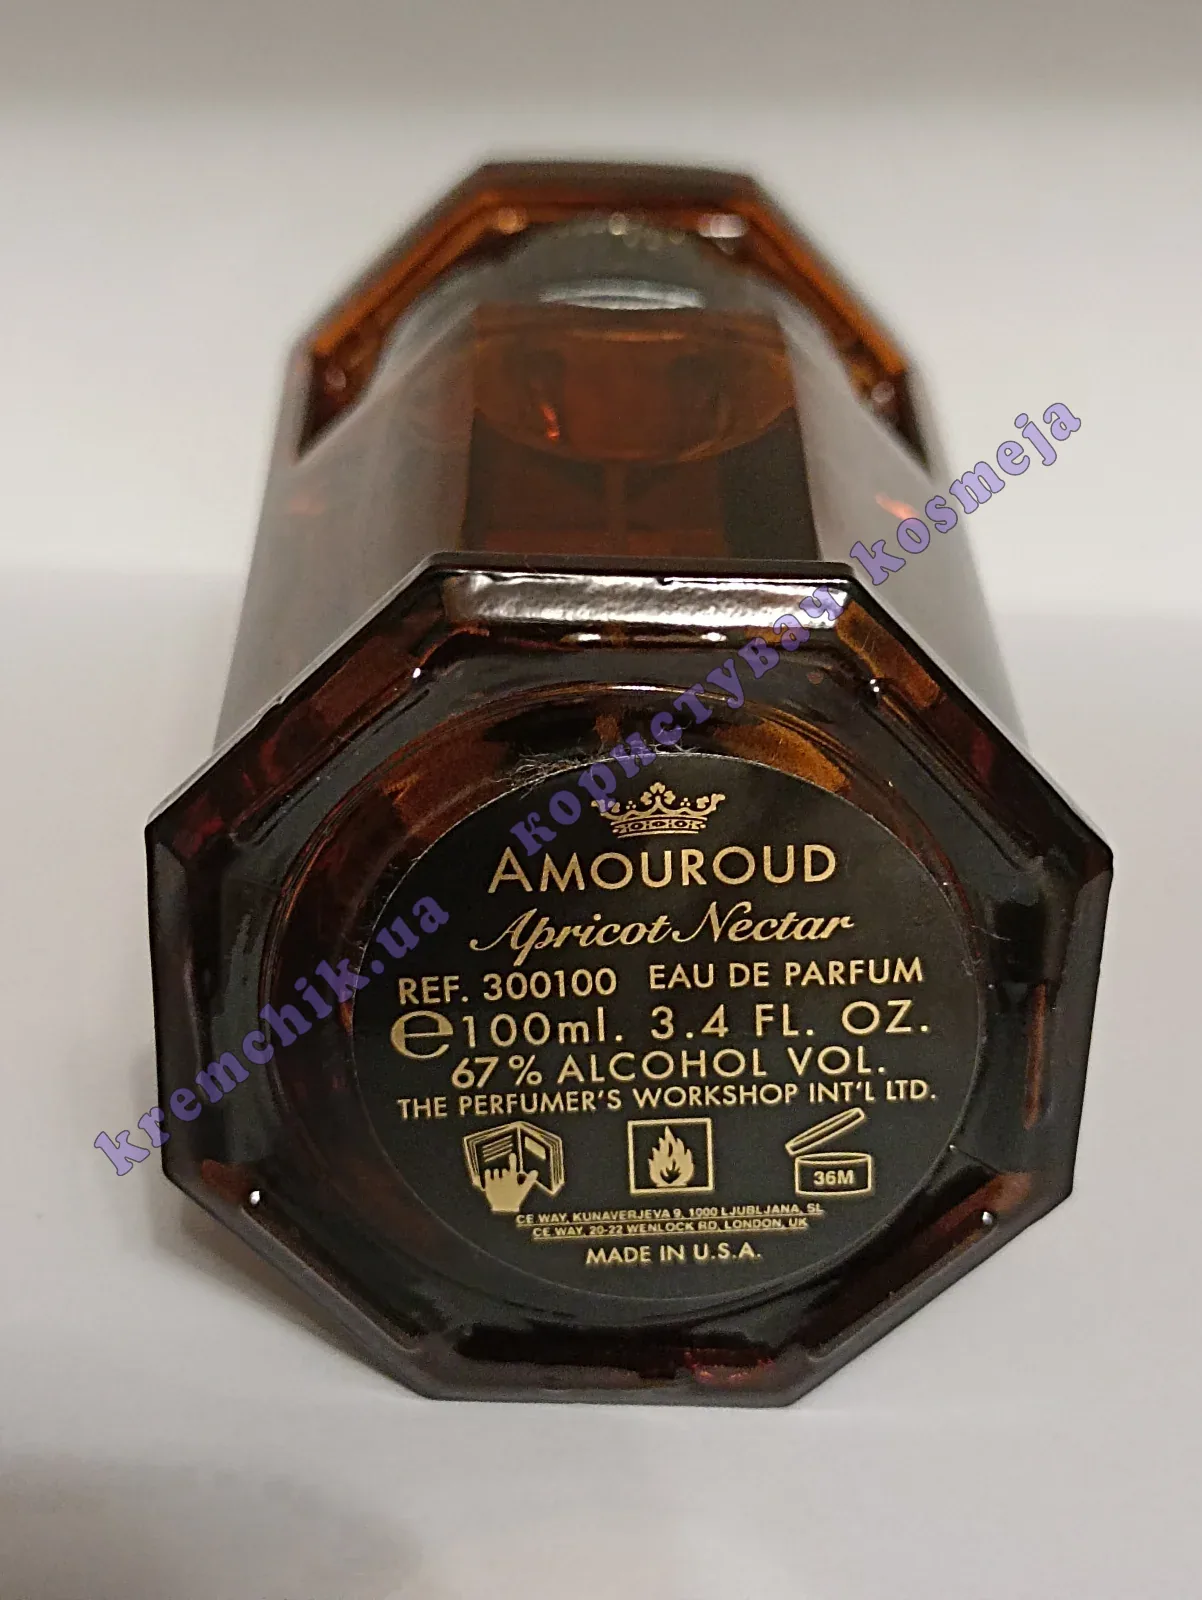 AMOUROUD
Apricot Nectar
REF. 300100 EAU DE PARFUM
℮100ml. 3.4 FL. OZ.
67% ALCOHOL VOL.
THE PERFUMER'S WORKSHOP INT'L LTD.
36M
CE WAY, KUNAVERJEVA 9, 1000 LJUBLJANA, SL
CE WAY, 20-22 WENLOCK RD, LONDON, UK
MADE IN U.S.A.
kremchik.ua користувач kosmeja